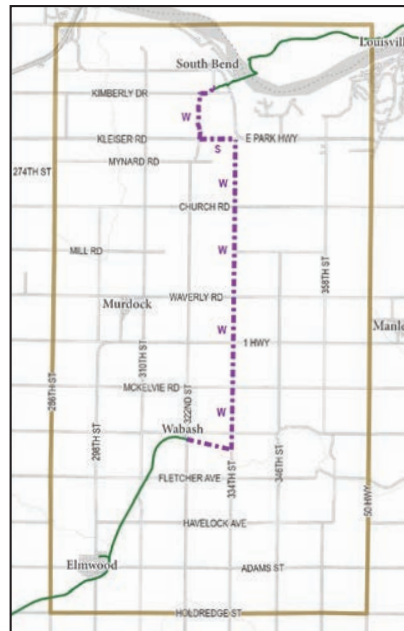 Louisvill
South Bend
KIMBERLY DR
W
KLEISER RD
E PARK HWY
S
MYNARD RD
274TH ST
W
CHURCH RD
W
MILL RD
358TH ST
WAVERLY RD
Murdock
W
Manle
1 HWY
310TH ST
MCKELVIE RD
286TH ST
322ND ST
W
Wabash
298TH ST
334TH ST
346TH ST
FLETCHER AVE
50 HWY
HAVELOCK AVE
Elmwood
ADAMS ST
HOLDREDGE ST